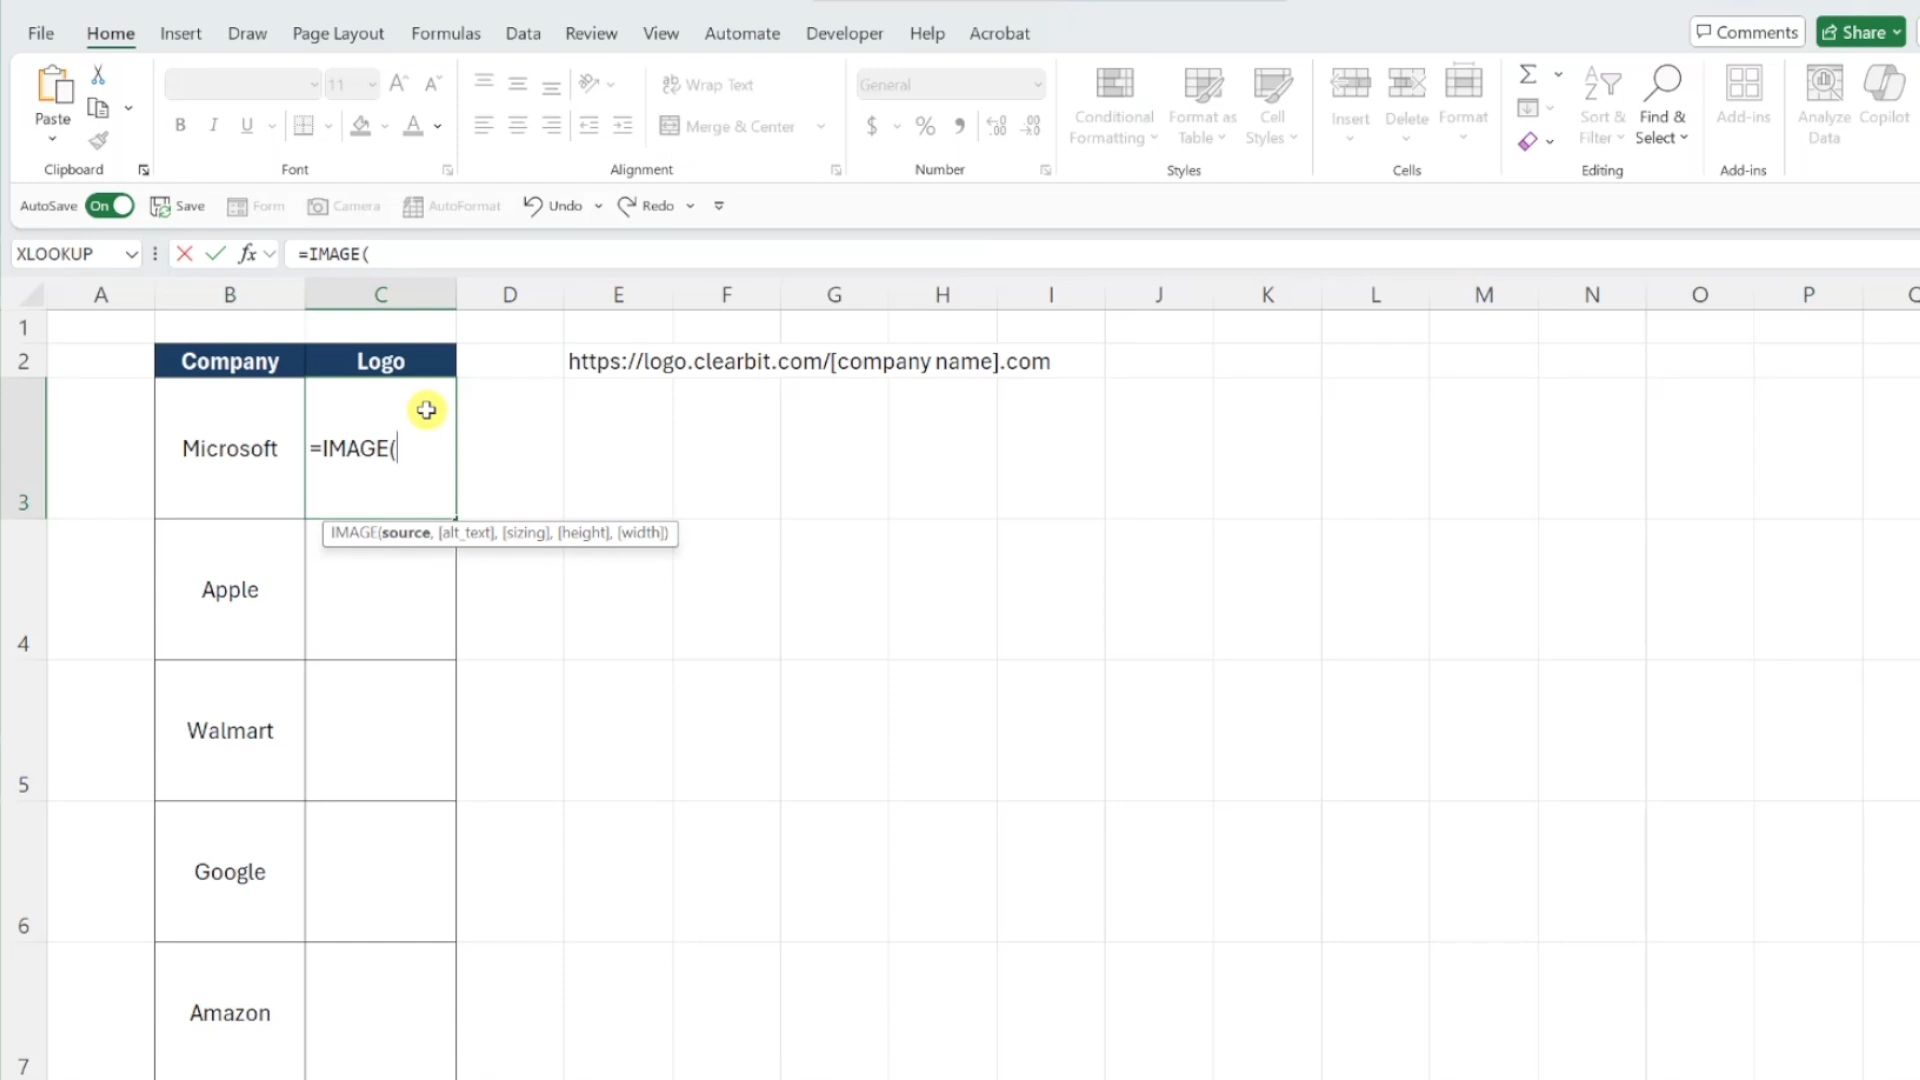 File Home Insert Draw Page Layout Formulas Data Review View Automate Developer Help Acrobat Comments Share
11 Wrap Text General
Paste B I U Merge & Center $ % Conditional Formatting Format as Table Cell Styles Insert Delete Format Sort & Filter Find & Select Add-ins Analyze Data Copilot
Clipboard Font Alignment Number Styles Cells Editing Add-ins
AutoSave On Save Form Camera AutoFormat Undo Redo
XLOOKUP fx =IMAGE(
A B C D E F G H I J K L M N O P
1
2 Company Logo https://logo.clearbit.com/[company name].com
Microsoft =IMAGE(
3
IMAGE(source, [alt_text], [sizing], [height], [width])
Apple
4
Walmart
5
Google
6
Amazon
7